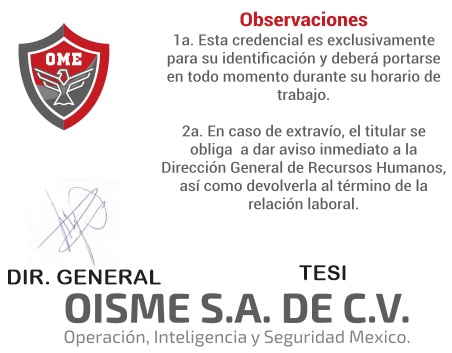 OME
Observaciones
1a. Esta credencial es exclusivamente
para su identificación y deberá portarse
en todo momento durante su horario de
trabajo.
2a. En caso de extravío, el titular se
obliga a dar aviso inmediato a la
Dirección General de Recursos Humanos,
así como devolverla al término de la
relación laboral.
DIR. GENERAL
TESI
OISME S.A. DE C.V.
Operación, Inteligencia y Seguridad Mexico.